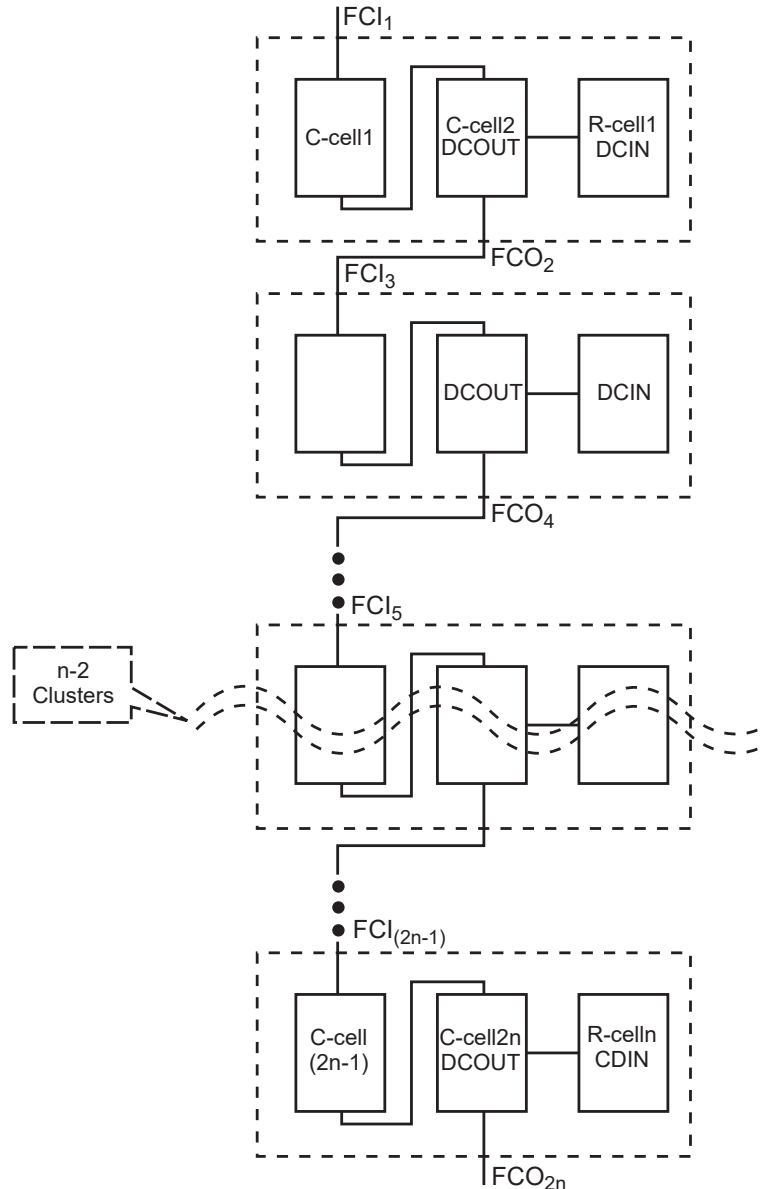 FCI₁
C-cell1
C-cell2
DCOUT
R-cell1
DCIN
FCO₂
FCI₃
DCOUT
DCIN
FCO₄
FCI₅
n-2
Clusters
FCI₍₂ₙ₋₁₎
C-cell
(2n-1)
C-cell2n
DCOUT
R-celln
CDIN
FCO₂ₙ